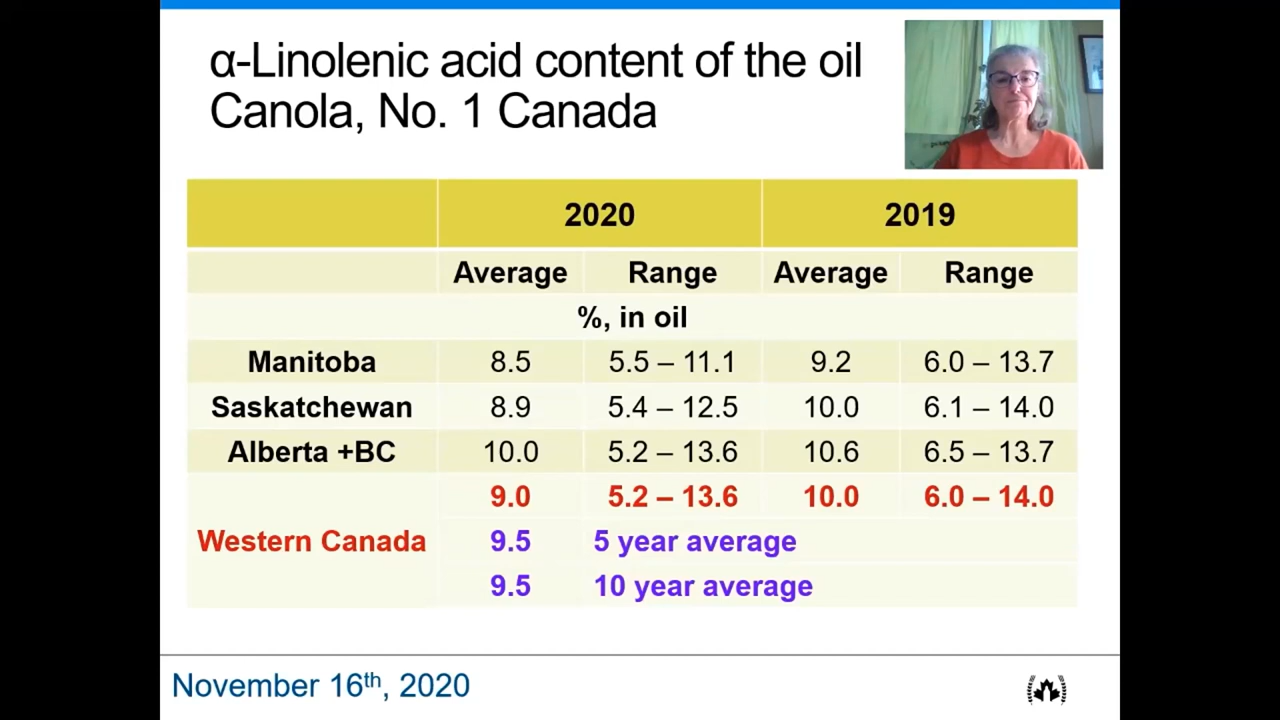 α-Linolenic acid content of the oil
Canola, No. 1 Canada
2020 2019
Average Range Average Range
%, in oil
Manitoba 8.5 5.5 – 11.1 9.2 6.0 – 13.7
Saskatchewan 8.9 5.4 – 12.5 10.0 6.1 – 14.0
Alberta +BC 10.0 5.2 – 13.6 10.6 6.5 – 13.7
9.0 5.2 – 13.6 10.0 6.0 – 14.0
Western Canada 9.5 5 year average
9.5 10 year average
November 16th, 2020